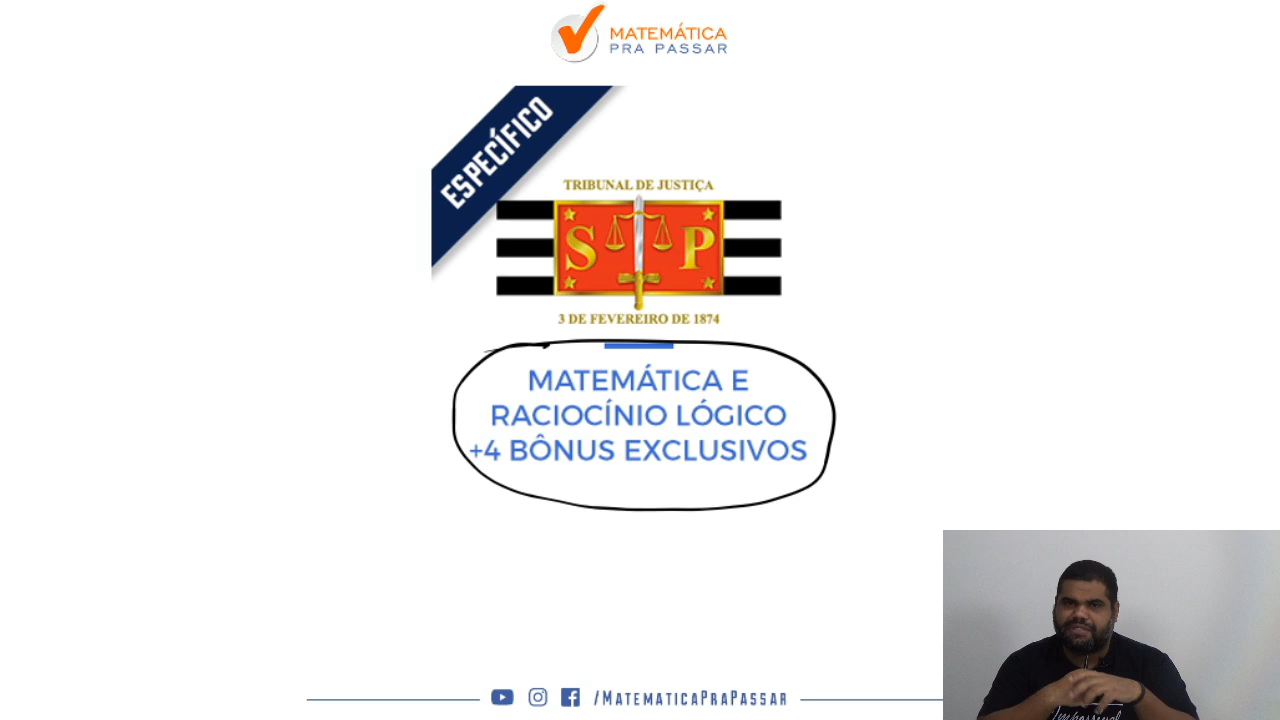 MATEMÁTICA
PRA PASSAR
ESPECÍFICO
TRIBUNAL DE JUSTIÇA
S P
3 DE FEVEREIRO DE 1874
MATEMÁTICA E
RACIOCÍNIO LÓGICO
+4 BÔNUS EXCLUSIVOS
/MATEMATICAPRAPASSAR